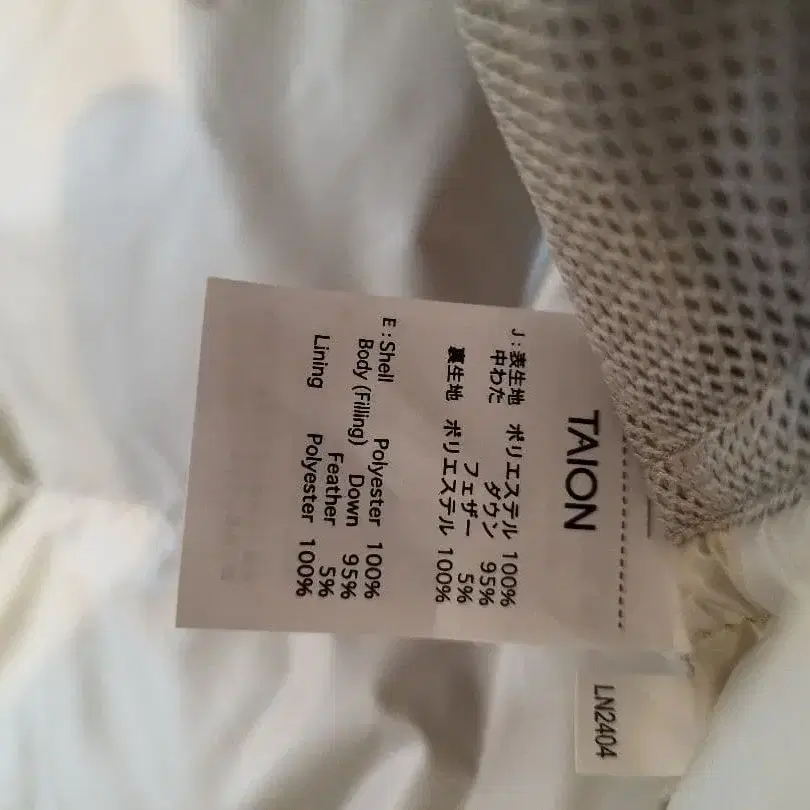 TAION
J : 表生地 ポリエステル 100%
中わた ダウン 95%
フェザー 5%
裏生地 ポリエステル 100%
E : Shell Polyester 100%
Body (Filling) Down 95%
Feather 5%
Lining Polyester 100%
LN2404